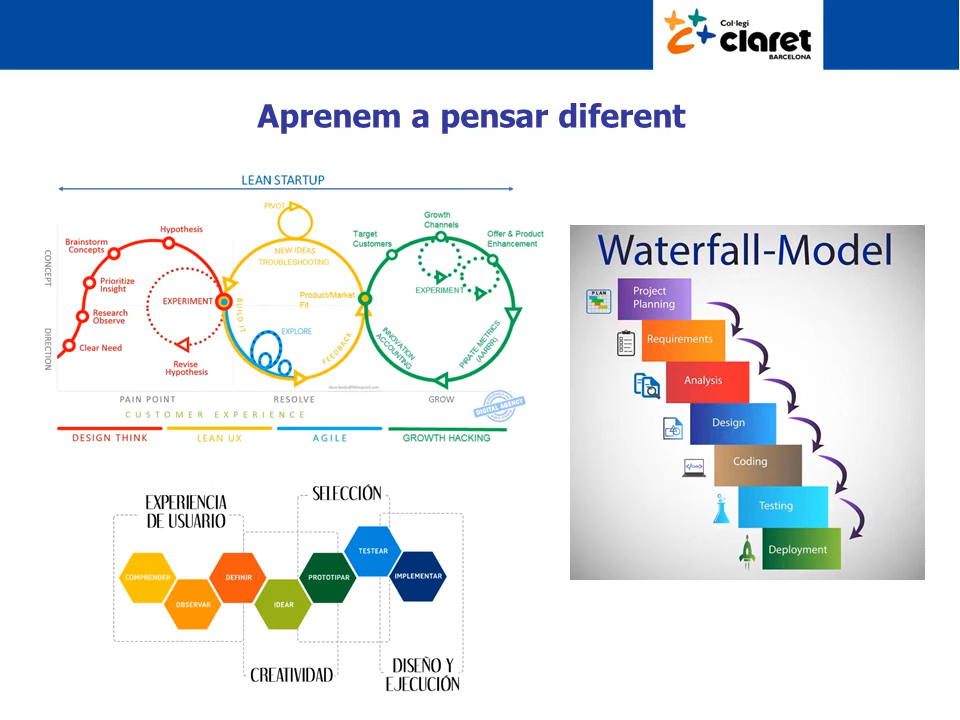 Col·legi
claret
BARCELONA
Aprenem a pensar diferent
LEAN STARTUP
CONCEPT
DIRECTION
Brainstorm
Concepts
Hypothesis
Prioritize
Insight
Research
Observe
Clear Need
EXPERIMENT
Revise
Hypothesis
PIVOT
NEW IDEAS
TROUBLESHOOTING
BUILD IT
EXPLORE
FEEDBACK
Product/Market
Fit
Target
Customers
Growth
Channels
Offer & Product
Enhancement
EXPERIMENT
INNOVATION
ACCOUNTING
PIRATE METRICS
(AARRR)
PAIN POINT
RESOLVE
GROW
CUSTOMER EXPERIENCE
DIGITAL AGENCY
DESIGN THINK
LEAN UX
AGILE
GROWTH HACKING
Waterfall-Model
PLAN
Project
Planning
Requirements
Analysis
Design
Coding
Testing
Deployment
EXPERIENCIA
DE USUARIO
SELECCIÓN
COMPRENDER
OBSERVAR
DEFINIR
IDEAR
PROTOTIPAR
TESTEAR
IMPLEMENTAR
CREATIVIDAD
DISEÑO Y
EJECUCIÓN